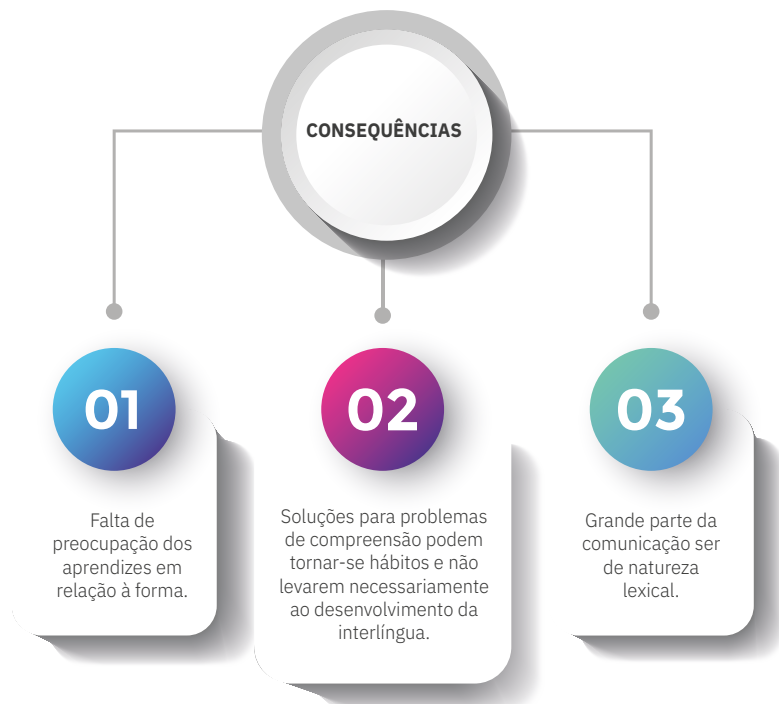 CONSEQUÊNCIAS
01
Falta de
preocupação dos
aprendizes em
relação à forma.
02
Soluções para problemas
de compreensão podem
tornar-se hábitos e não
levarem necessariamente
ao desenvolvimento da
interlíngua.
03
Grande parte da
comunicação ser
de natureza
lexical.